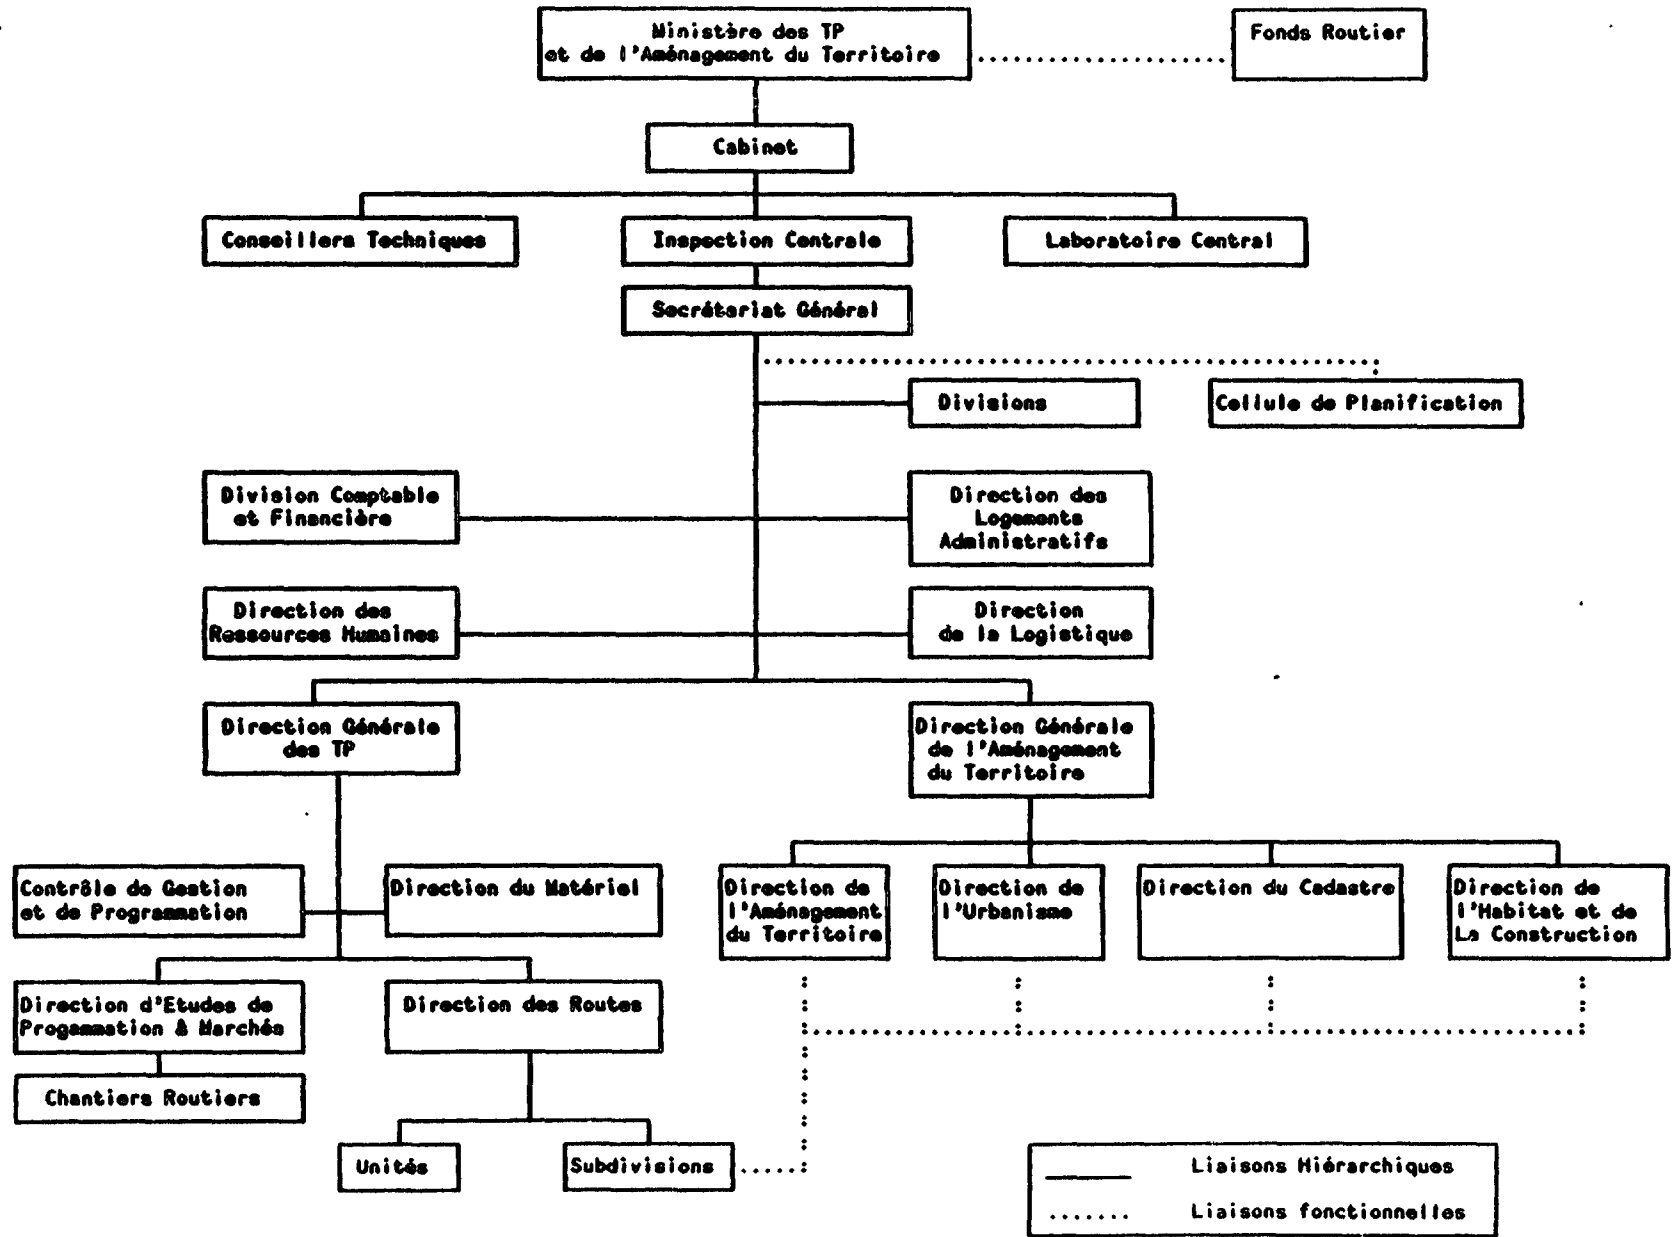 Ministère des TP
et de l'Aménagement du Territoire
Fonds Routier
Cabinet
Conseillers Techniques
Inspection Centrale
Laboratoire Central
Secrétariat Général
Divisions
Cellule de Planification
Division Comptable
et Financière
Direction des
Logements
Administratifs
Direction des
Ressources Humaines
Direction
de la Logistique
Direction Générale
des TP
Direction Générale
de l'Aménagement
du Territoire
Contrôle de Gestion
et de Programmation
Direction du Matériel
Direction de
l'Aménagement
du Territoire
Direction de
l'Urbanisme
Direction du Cadastre
Direction de
l'Habitat et de
La Construction
Direction d'Etudes de
Progammation & Marchés
Direction des Routes
Chantiers Routiers
Unités
Subdivisions
Liaisons Hiérarchiques
Liaisons fonctionnelles